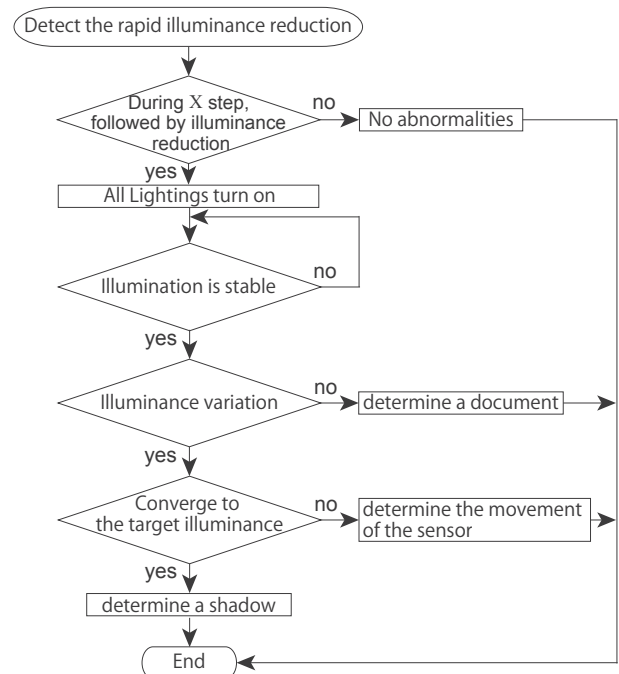 Detect the rapid illuminance reduction
During X step,
followed by illuminance
reduction
no
No abnormalities
yes
All Lightings turn on
Illumination is stable
no
yes
Illuminance variation
no
determine a document
yes
Converge to
the target illuminance
no
determine the movement
of the sensor
yes
determine a shadow
End